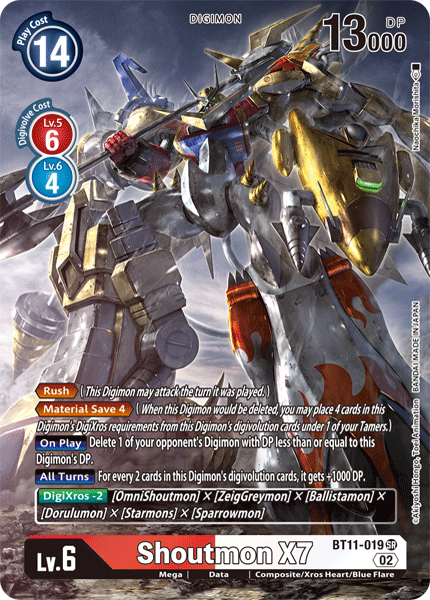 Play Cost
14
DIGIMON
DP
13000
Digivolve Cost
Lv.5
6
Lv.6
4
Naochika Morishita
©Akiyoshi Hongo, Toei Animation BANDAI MADE IN JAPAN
Rush (This Digimon may attack the turn it was played.)
Material Save 4 (When this Digimon would be deleted, you may place 4 cards in this
Digimon's DigiXros requirements from this Digimon's digivolution cards under 1 of your Tamers.)
On Play Delete 1 of your opponent's Digimon with DP less than or equal to this
Digimon's DP.
All Turns For every 2 cards in this Digimon's digivolution cards, it gets +1000 DP.
DigiXros -2 [OmniShoutmon] × [ZeigGreymon] × [Ballistamon] ×
[Dorulumon] × [Starmons] × [Sparrowmon]
Lv.6
Shoutmon X7
BT11-019 SR
02
Mega Data Composite/Xros Heart/Blue Flare